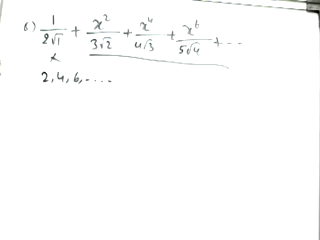 6) 1/2√1 + x²/3√2 + x⁴/4√3 + x⁶/5√4 + ...
x
2, 4, 6, ....